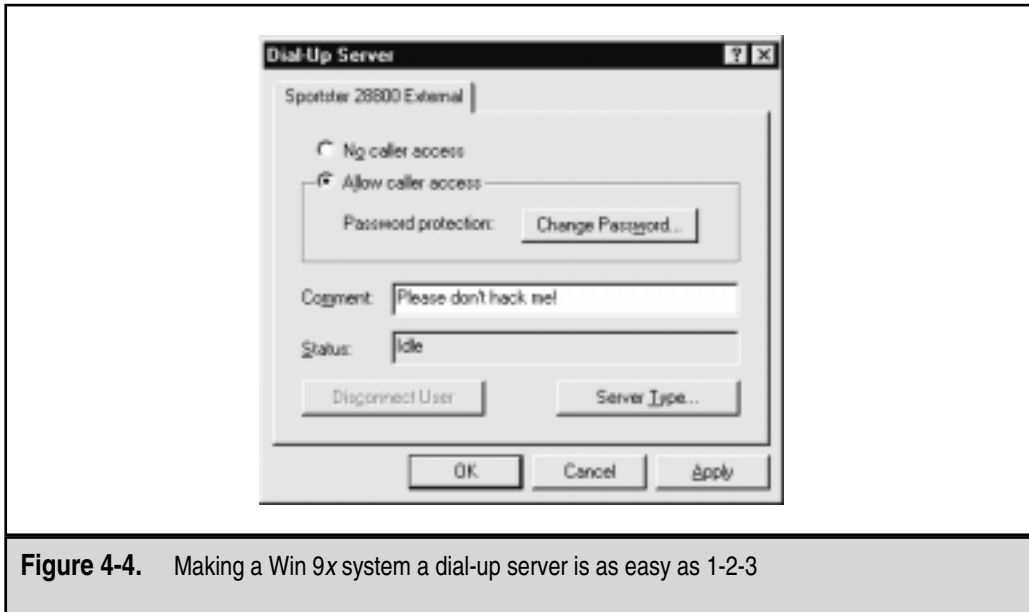 Dial-Up Server
Sportster 28800 External
No caller access
Allow caller access
Password protection: Change Password...
Comment: Please don't hack me!
Status: Idle
Disconnect User Server Type...
OK Cancel Apply
Figure 4-4. Making a Win 9x system a dial-up server is as easy as 1-2-3